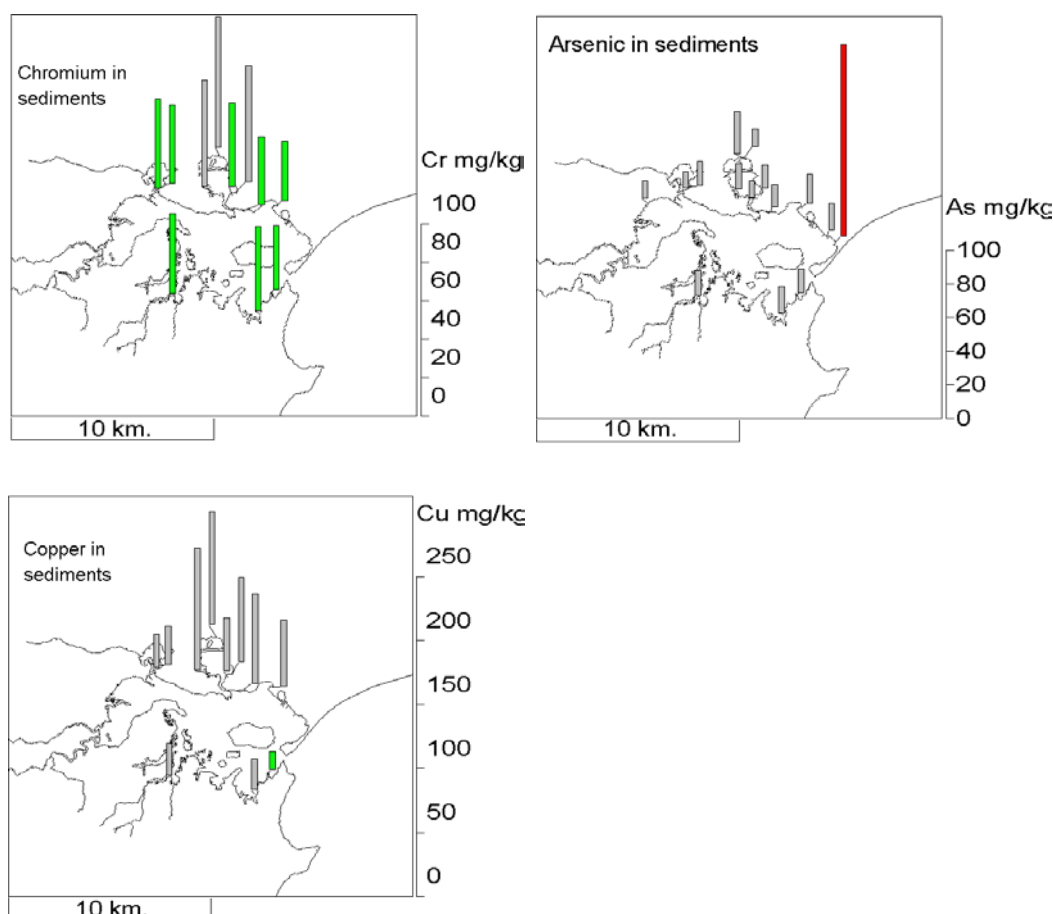 Chromium in
sediments
Cr mg/kg
100
80
60
40
20
0
10 km.
Arsenic in sediments
As mg/kg
100
80
60
40
20
0
10 km.
Copper in
sediments
Cu mg/kg
250
200
150
100
50
0
10 km.